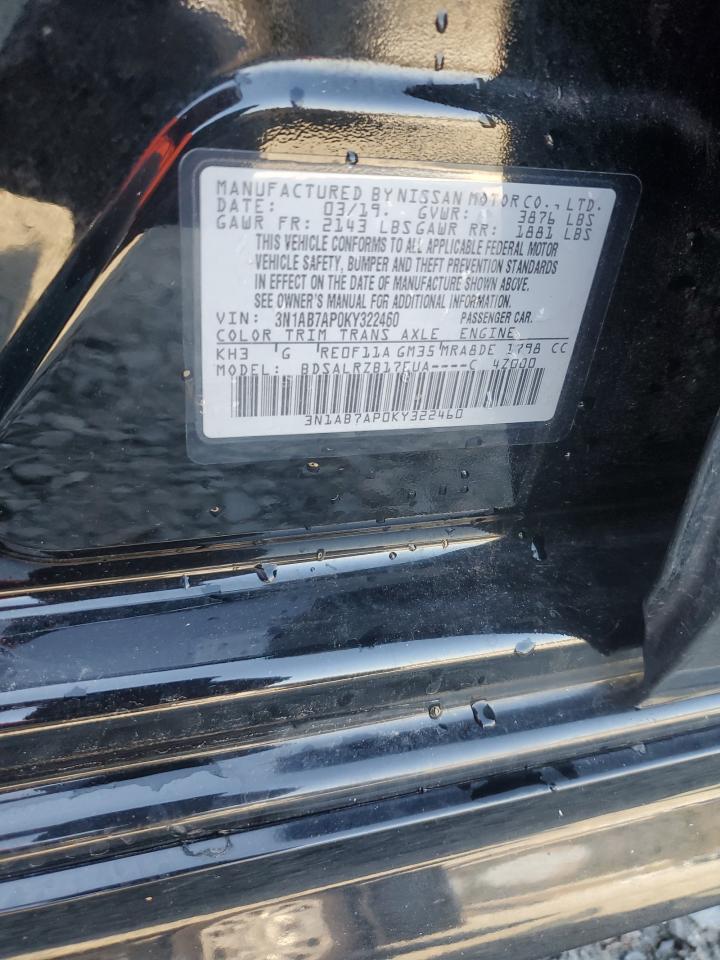 MANUFACTURED BY NISSAN MOTOR CO., LTD.
DATE: 03/19. GVWR: 3876 LBS
GAWR FR: 2143 LBS GAWR RR: 1881 LBS
THIS VEHICLE CONFORMS TO ALL APPLICABLE FEDERAL MOTOR
VEHICLE SAFETY, BUMPER AND THEFT PREVENTION STANDARDS
IN EFFECT ON THE DATE OF MANUFACTURE SHOWN ABOVE.
SEE OWNER'S MANUAL FOR ADDITIONAL INFORMATION
VIN: 3N1AB7AP0KY322460 PASSENGER CAR.
COLOR TRIM TRANS AXLE ENGINE
KH3 G RE0F11A GM35 MRA8DE 1798 CC
MODEL: BDSALRZB17EUA----C 4Z000
3N1AB7AP0KY322460